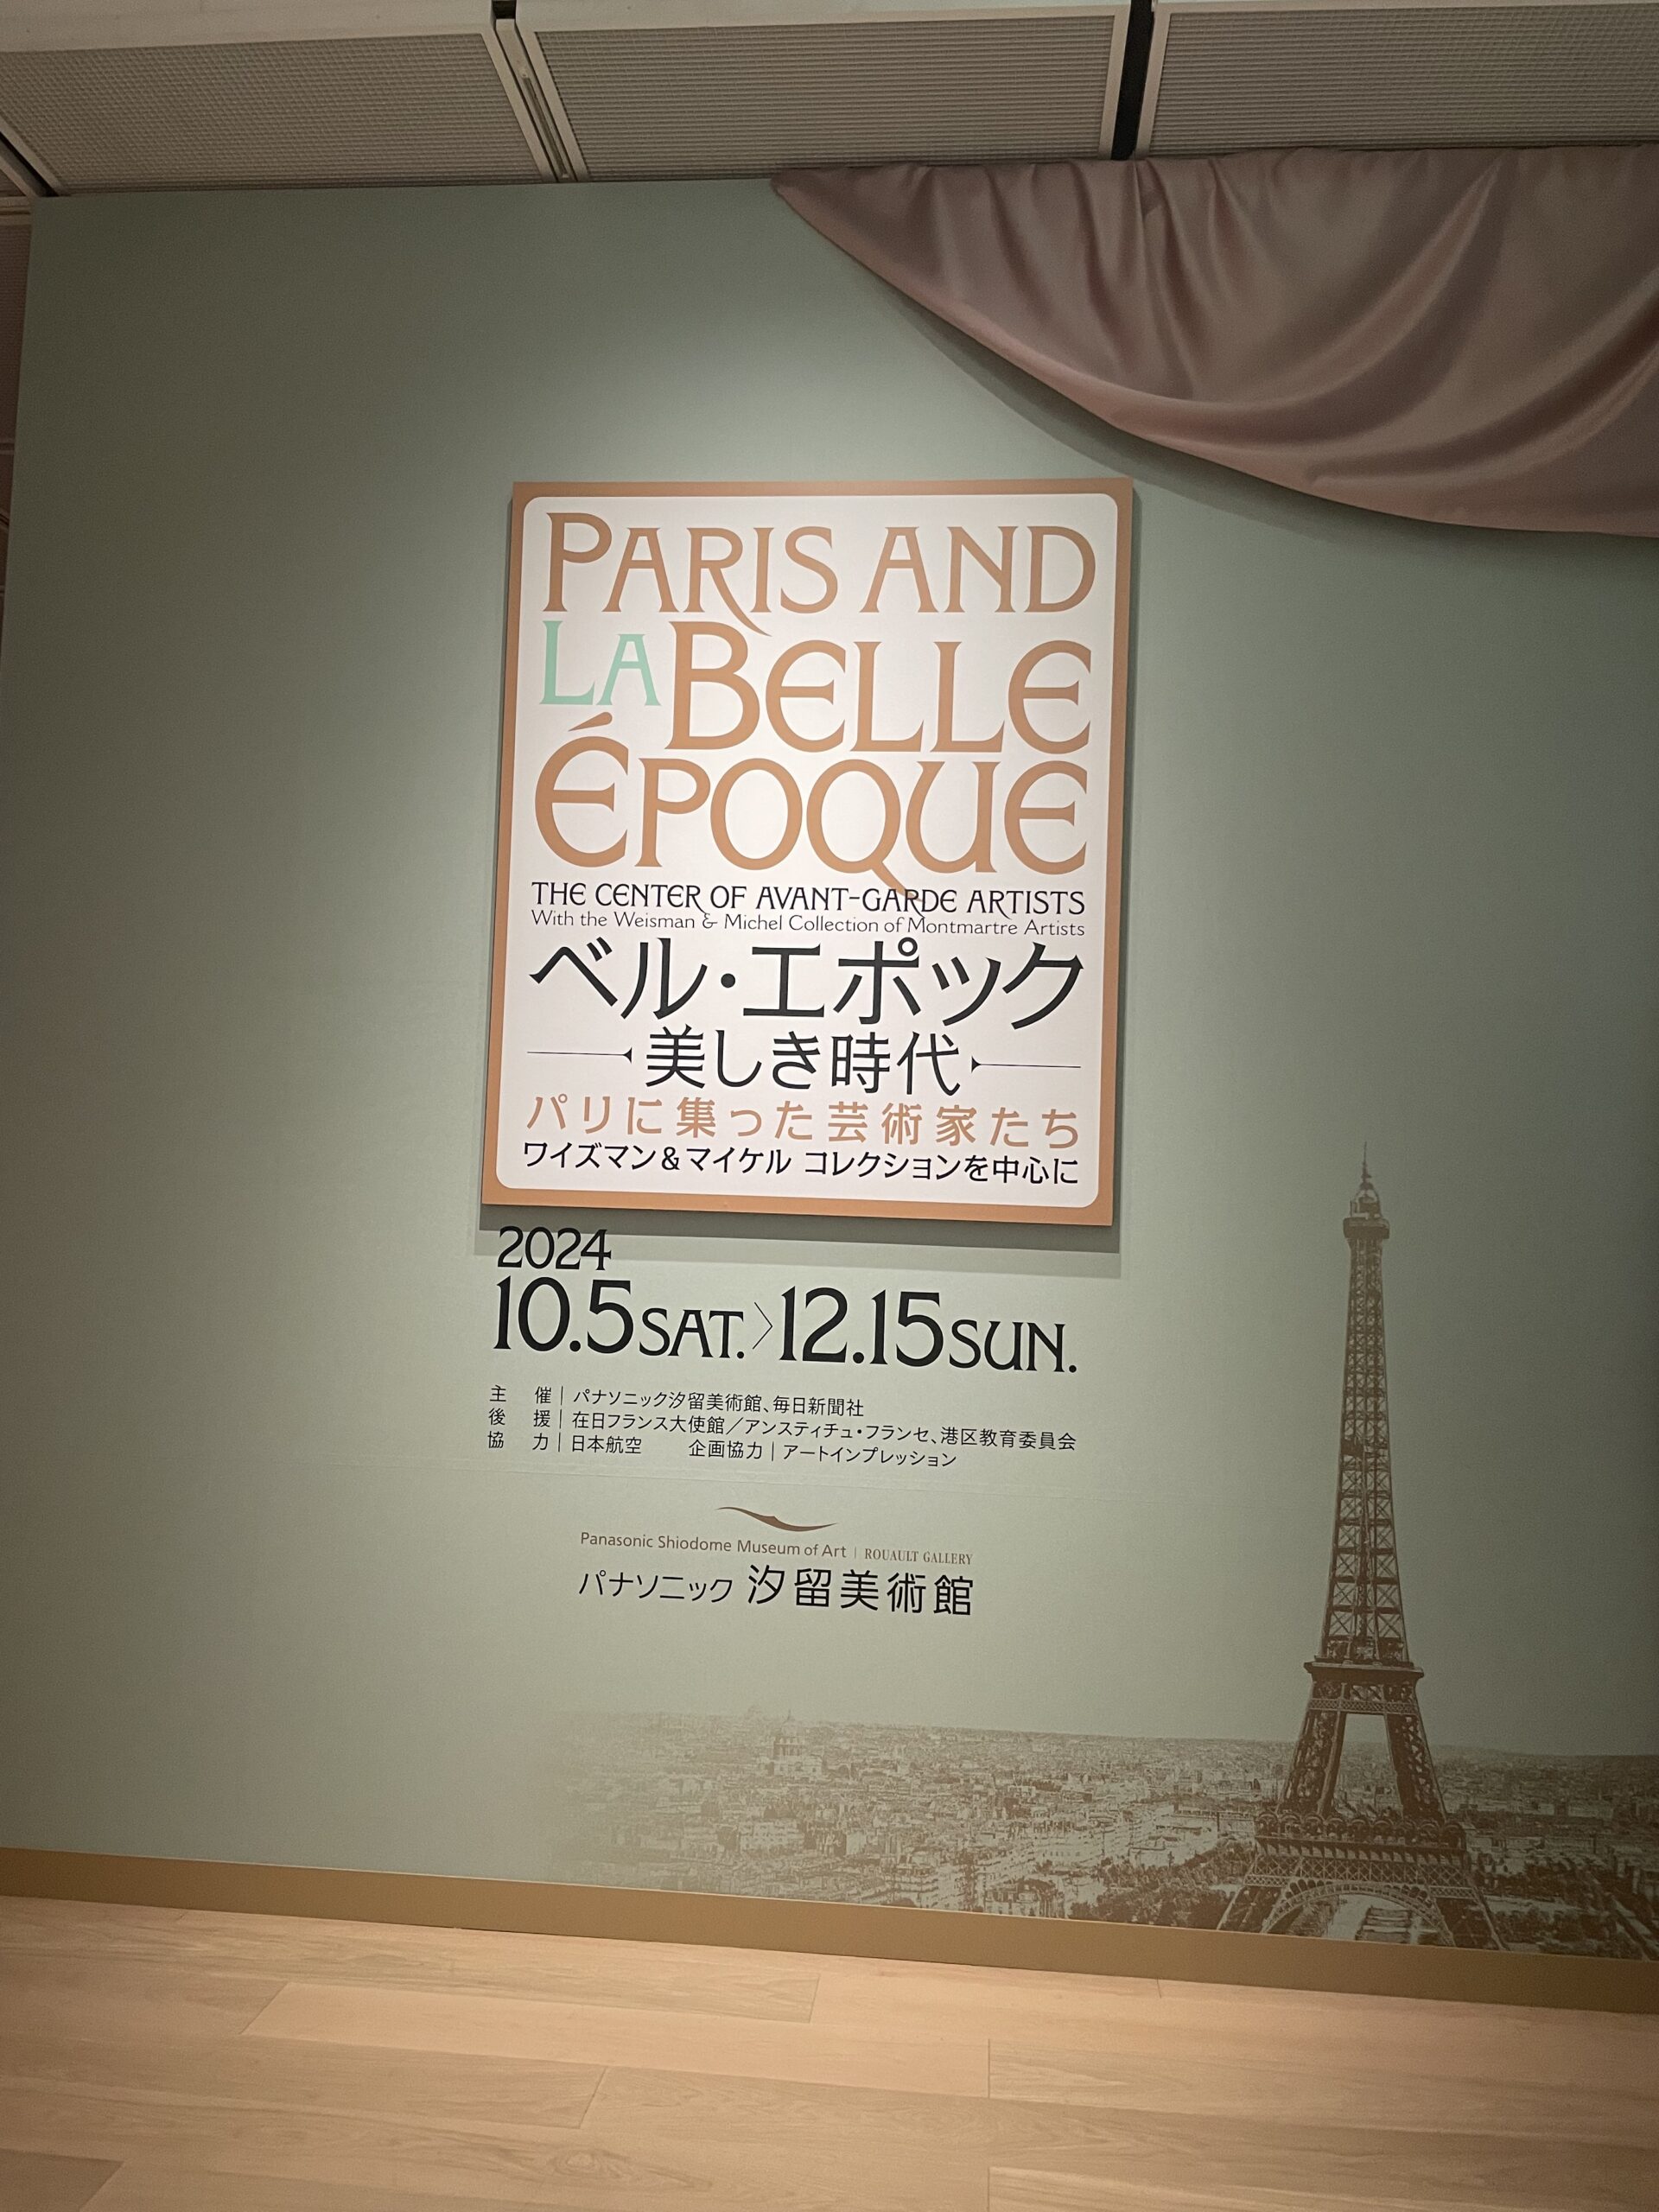 PARIS AND
LA BELLE
ÉPOQUE
THE CENTER OF AVANT-GARDE ARTISTS
With the Weisman & Michel Collection of Montmartre Artists
ベル・エポック
美しき時代
パリに集った芸術家たち
ワイズマン&マイケル コレクションを中心に
2024
10.5 SAT. 〉12.15 SUN.
主催｜パナソニック汐留美術館、毎日新聞社
後援｜在日フランス大使館／アンスティチュ・フランセ、港区教育委員会
協力｜日本航空 企画協力｜アートインプレッション
Panasonic Shiodome Museum of Art | ROUAULT GALLERY
パナソニック 汐留美術館